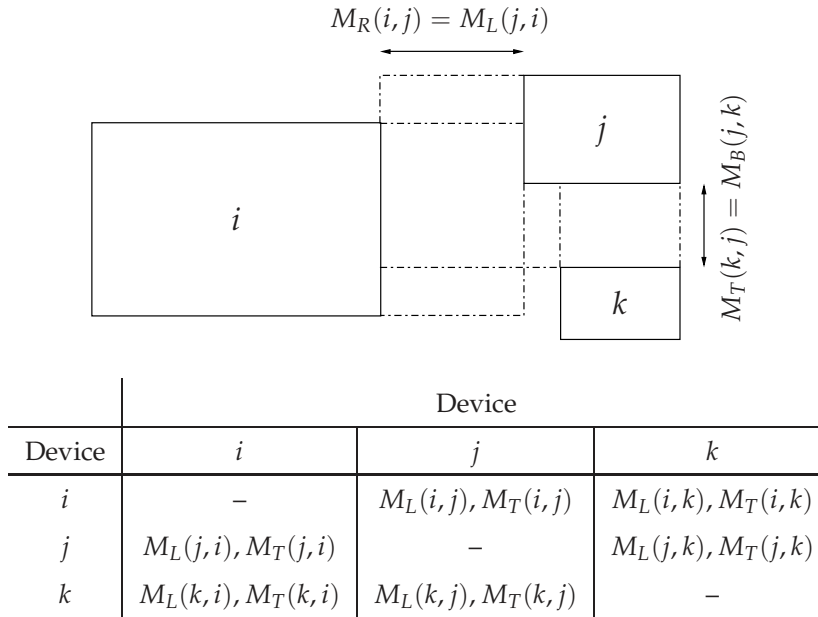 M_R(i, j) = M_L(j, i)
i
j
k
M_T(k, j) = M_B(j, k)
Device
Device i j k
i – M_L(i, j), M_T(i, j) M_L(i, k), M_T(i, k)
j M_L(j, i), M_T(j, i) – M_L(j, k), M_T(j, k)
k M_L(k, i), M_T(k, i) M_L(k, j), M_T(k, j) –